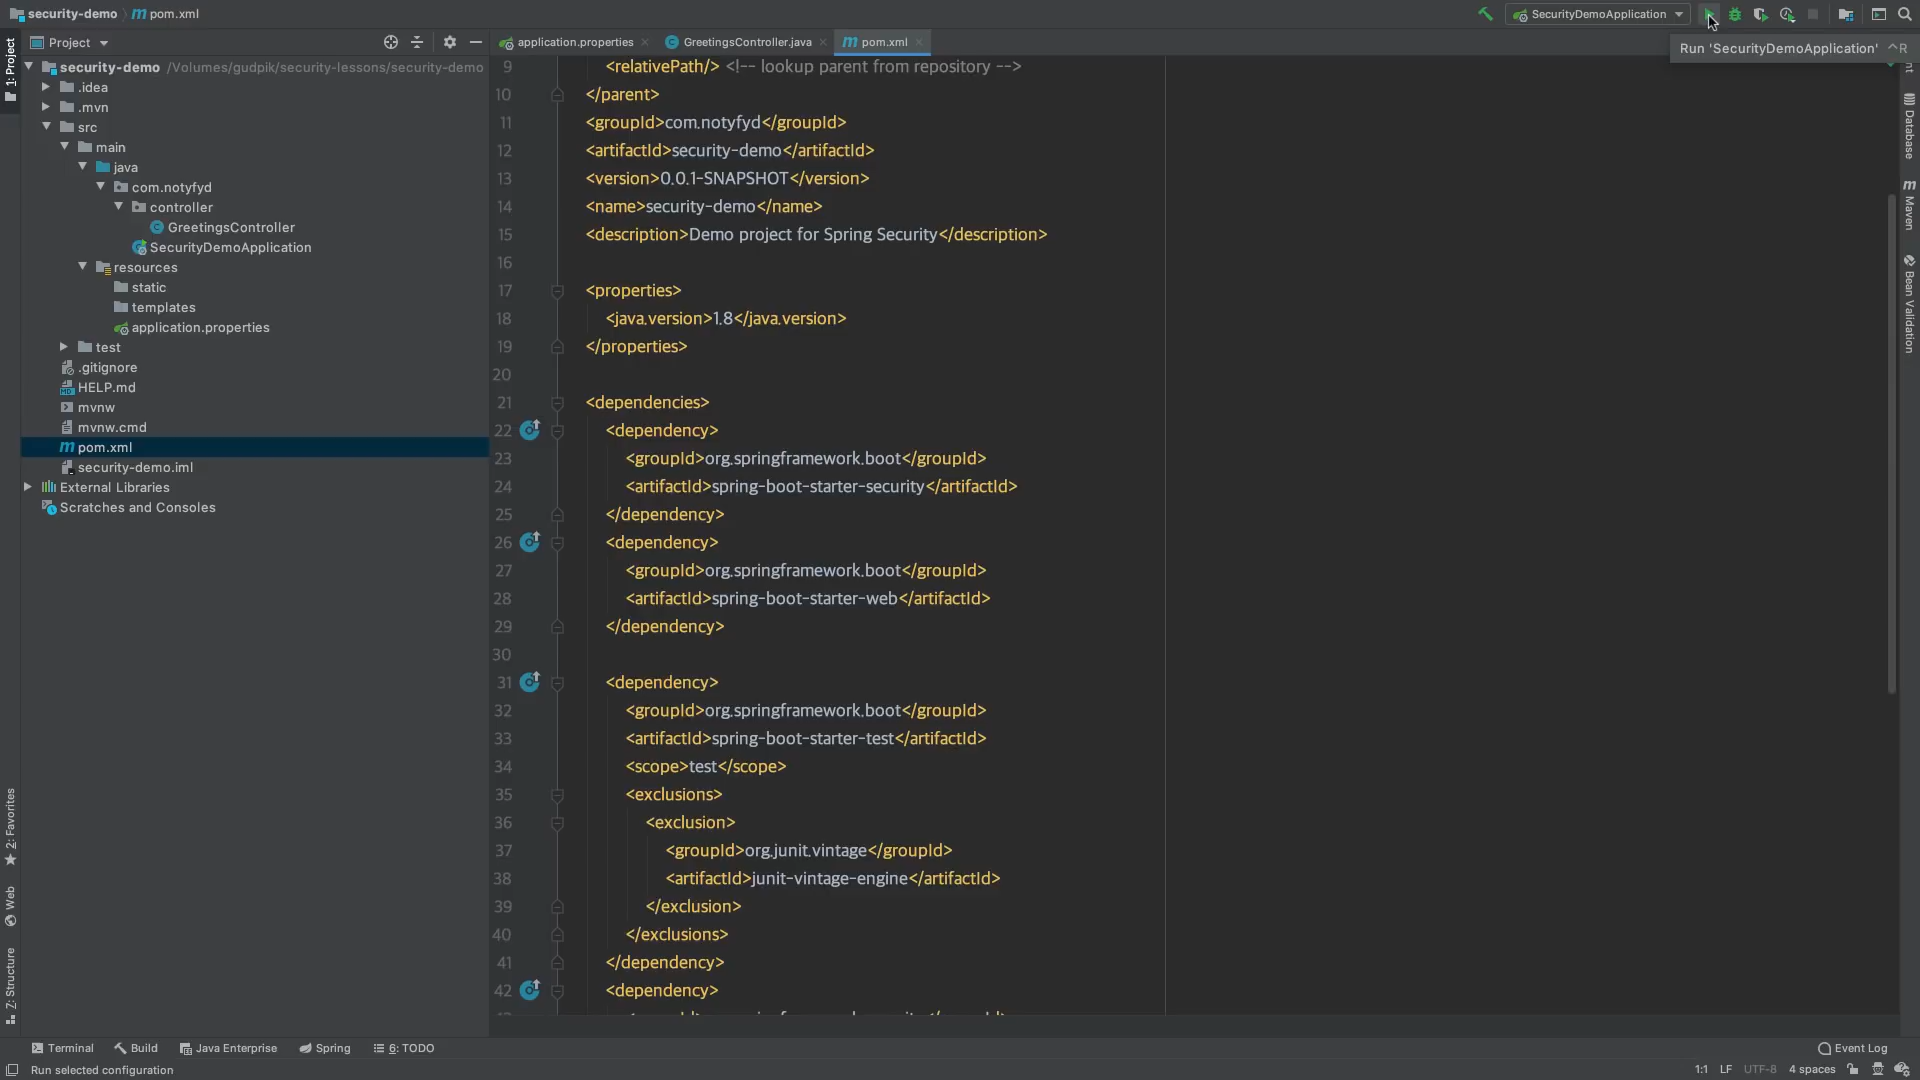 security-demo
pom.xml
SecurityDemoApplication
Project
application.properties
GreetingsController.java
pom.xml
Run 'SecurityDemoApplication' ^R
1: Project
security-demo /Volumes/gudpik/security-lessons/security-demo
.idea
.mvn
src
main
java
com.notyfyd
controller
GreetingsController
SecurityDemoApplication
resources
static
templates
application.properties
test
.gitignore
HELP.md
mvnw
mvnw.cmd
pom.xml
security-demo.iml
External Libraries
Scratches and Consoles
9 <relativePath/> <!-- lookup parent from repository -->
10 </parent>
11 <groupId>com.notyfyd</groupId>
12 <artifactId>security-demo</artifactId>
13 <version>0.0.1-SNAPSHOT</version>
14 <name>security-demo</name>
15 <description>Demo project for Spring Security</description>
16
17 <properties>
18 <java.version>1.8</java.version>
19 </properties>
20
21 <dependencies>
22 <dependency>
23 <groupId>org.springframework.boot</groupId>
24 <artifactId>spring-boot-starter-security</artifactId>
25 </dependency>
26 <dependency>
27 <groupId>org.springframework.boot</groupId>
28 <artifactId>spring-boot-starter-web</artifactId>
29 </dependency>
30
31 <dependency>
32 <groupId>org.springframework.boot</groupId>
33 <artifactId>spring-boot-starter-test</artifactId>
34 <scope>test</scope>
35 <exclusions>
36 <exclusion>
37 <groupId>org.junit.vintage</groupId>
38 <artifactId>junit-vintage-engine</artifactId>
39 </exclusion>
40 </exclusions>
41 </dependency>
42 <dependency>
Database
Maven
Bean Validation
2: Favorites
Web
Z: Structure
Terminal
Build
Java Enterprise
Spring
6: TODO
Event Log
Run selected configuration
1:1 LF UTF-8 4 spaces